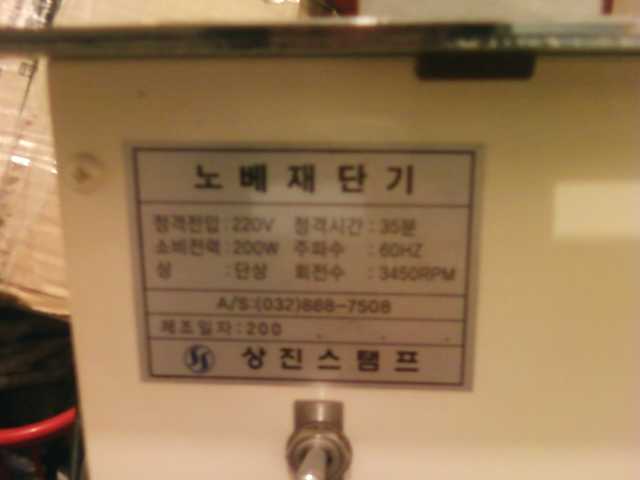 노베재단기
정격전압 : 220V 정격시간 : 35분
소비전력 : 200W 주파수 : 60HZ
상 : 단상 회전수 : 3450RPM
A/S:(032)868-7508
제조일자 : 200 . . .
상진스탬프